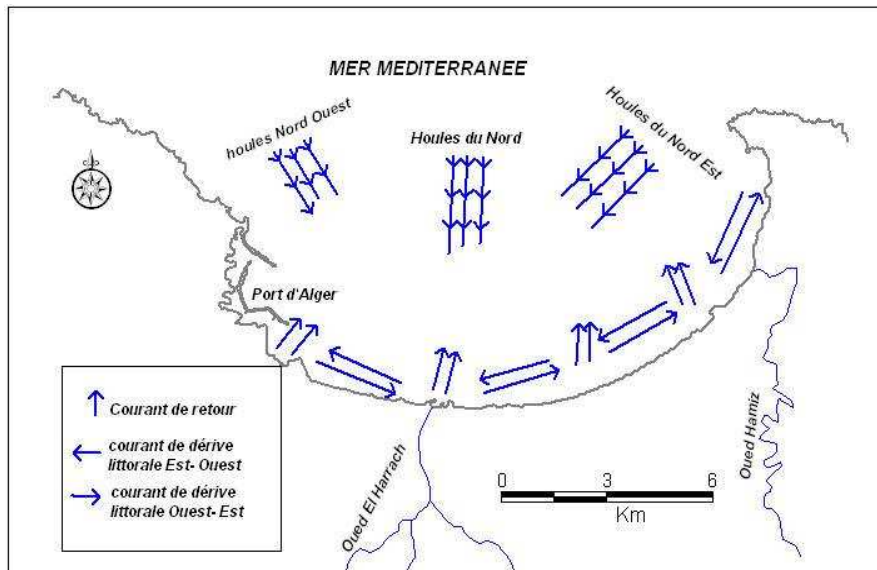 MER MEDITERRANEE
houles Nord Ouest
Houles du Nord
Houles du Nord Est
Port d'Alger
Courant de retour
courant de dérive
littorale Est- Ouest
courant de dérive
littorale Ouest- Est
Oued El Harrach
Oued Hamiz
0 3 6
Km